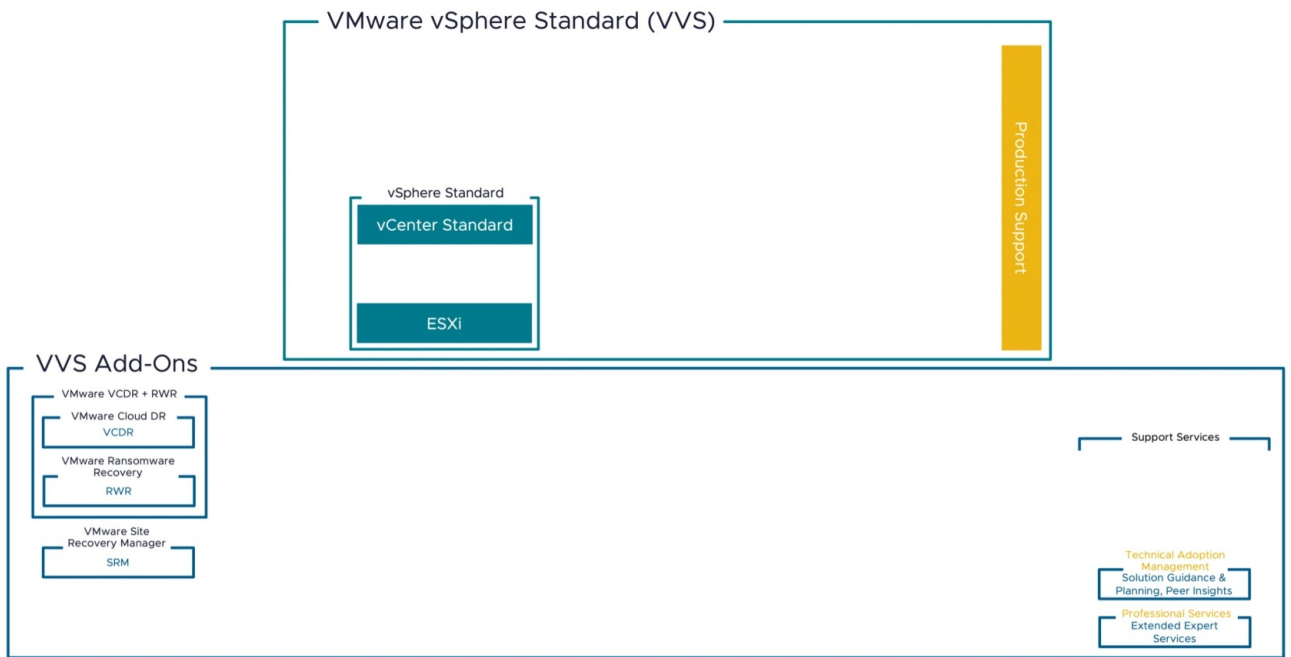 VMware vSphere Standard (VVS)
Production Support
vSphere Standard
vCenter Standard
ESXi
VVS Add-Ons
VMware VCDR + RWR
VMware Cloud DR
VCDR
VMware Ransomware
Recovery
RWR
VMware Site
Recovery Manager
SRM
Support Services
Technical Adoption
Management
Solution Guidance &
Planning, Peer Insights
Professional Services
Extended Expert
Services